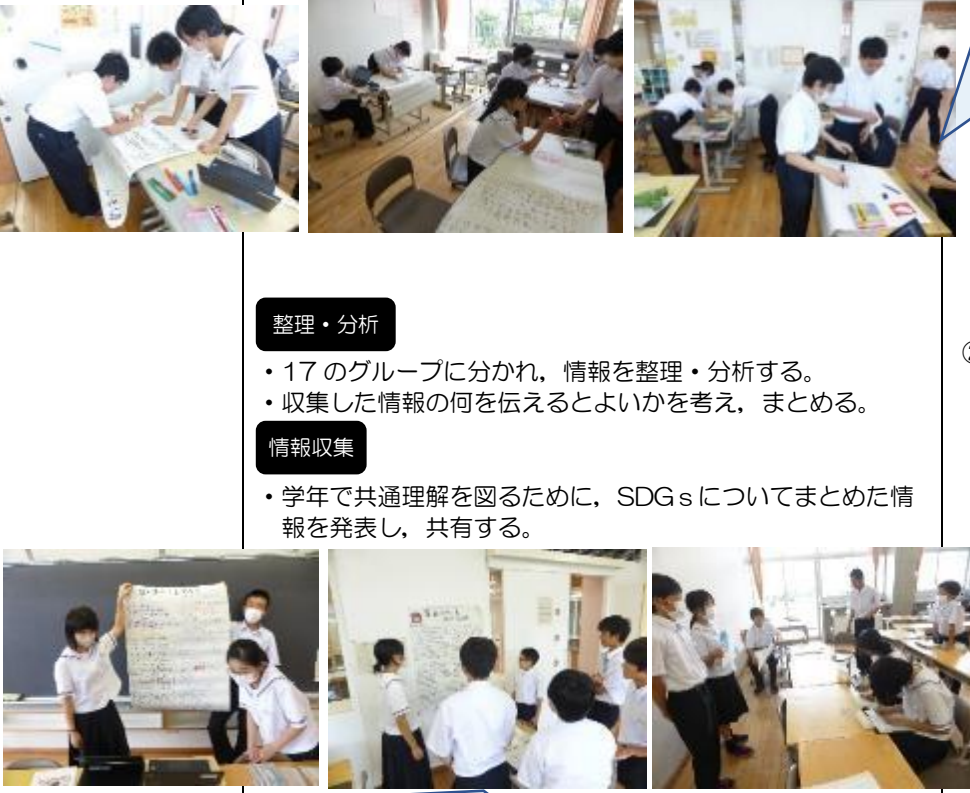 整理・分析
・17のグループに分かれ，情報を整理・分析する。
・収集した情報の何を伝えるとよいかを考え，まとめる。
情報収集
・学年で共通理解を図るために，SDGｓについてまとめた情
報を発表し，共有する。